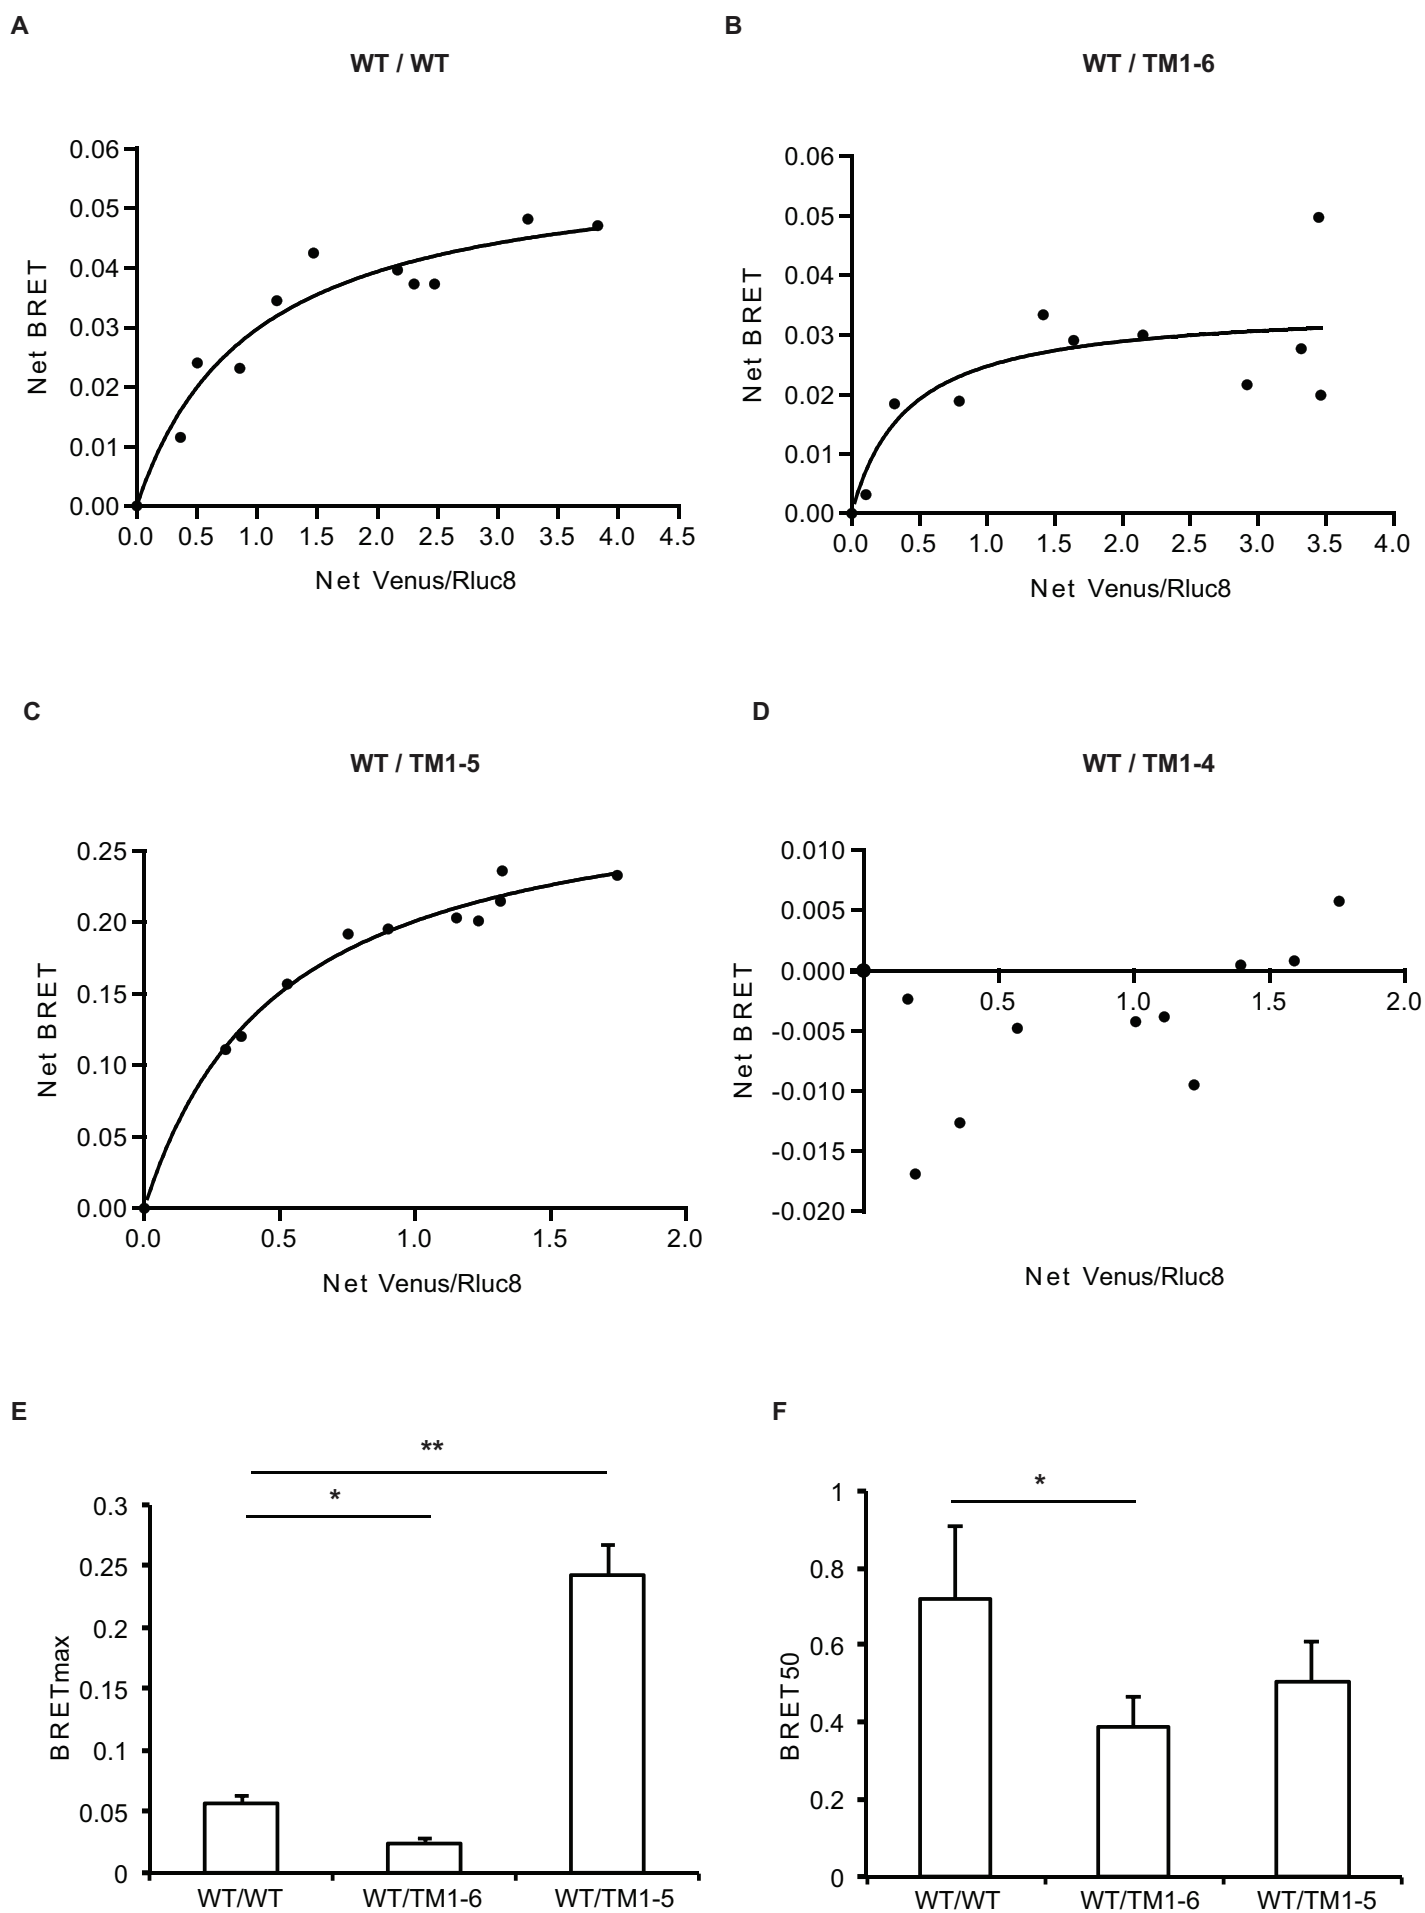 A
WT / WT
0.06
0.05
0.04
0.03
0.02
0.01
0.00
Net BRET
0.0 0.5 1.0 1.5 2.0 2.5 3.0 3.5 4.0 4.5
Net Venus/Rluc8
B
WT / TM1-6
0.06
0.05
0.04
0.03
0.02
0.01
0.00
Net BRET
0.0 0.5 1.0 1.5 2.0 2.5 3.0 3.5 4.0
Net Venus/Rluc8
C
WT / TM1-5
0.25
0.20
0.15
0.10
0.05
0.00
Net BRET
0.0 0.5 1.0 1.5 2.0
Net Venus/Rluc8
D
WT / TM1-4
0.010
0.005
0.000
-0.005
-0.010
-0.015
-0.020
Net BRET
0.5 1.0 1.5 2.0
Net Venus/Rluc8
E
**
*
0.3
0.25
0.2
0.15
0.1
0.05
0
BRETmax
WT/WT WT/TM1-6 WT/TM1-5
F
*
1
0.8
0.6
0.4
0.2
0
BRET50
WT/WT WT/TM1-6 WT/TM1-5